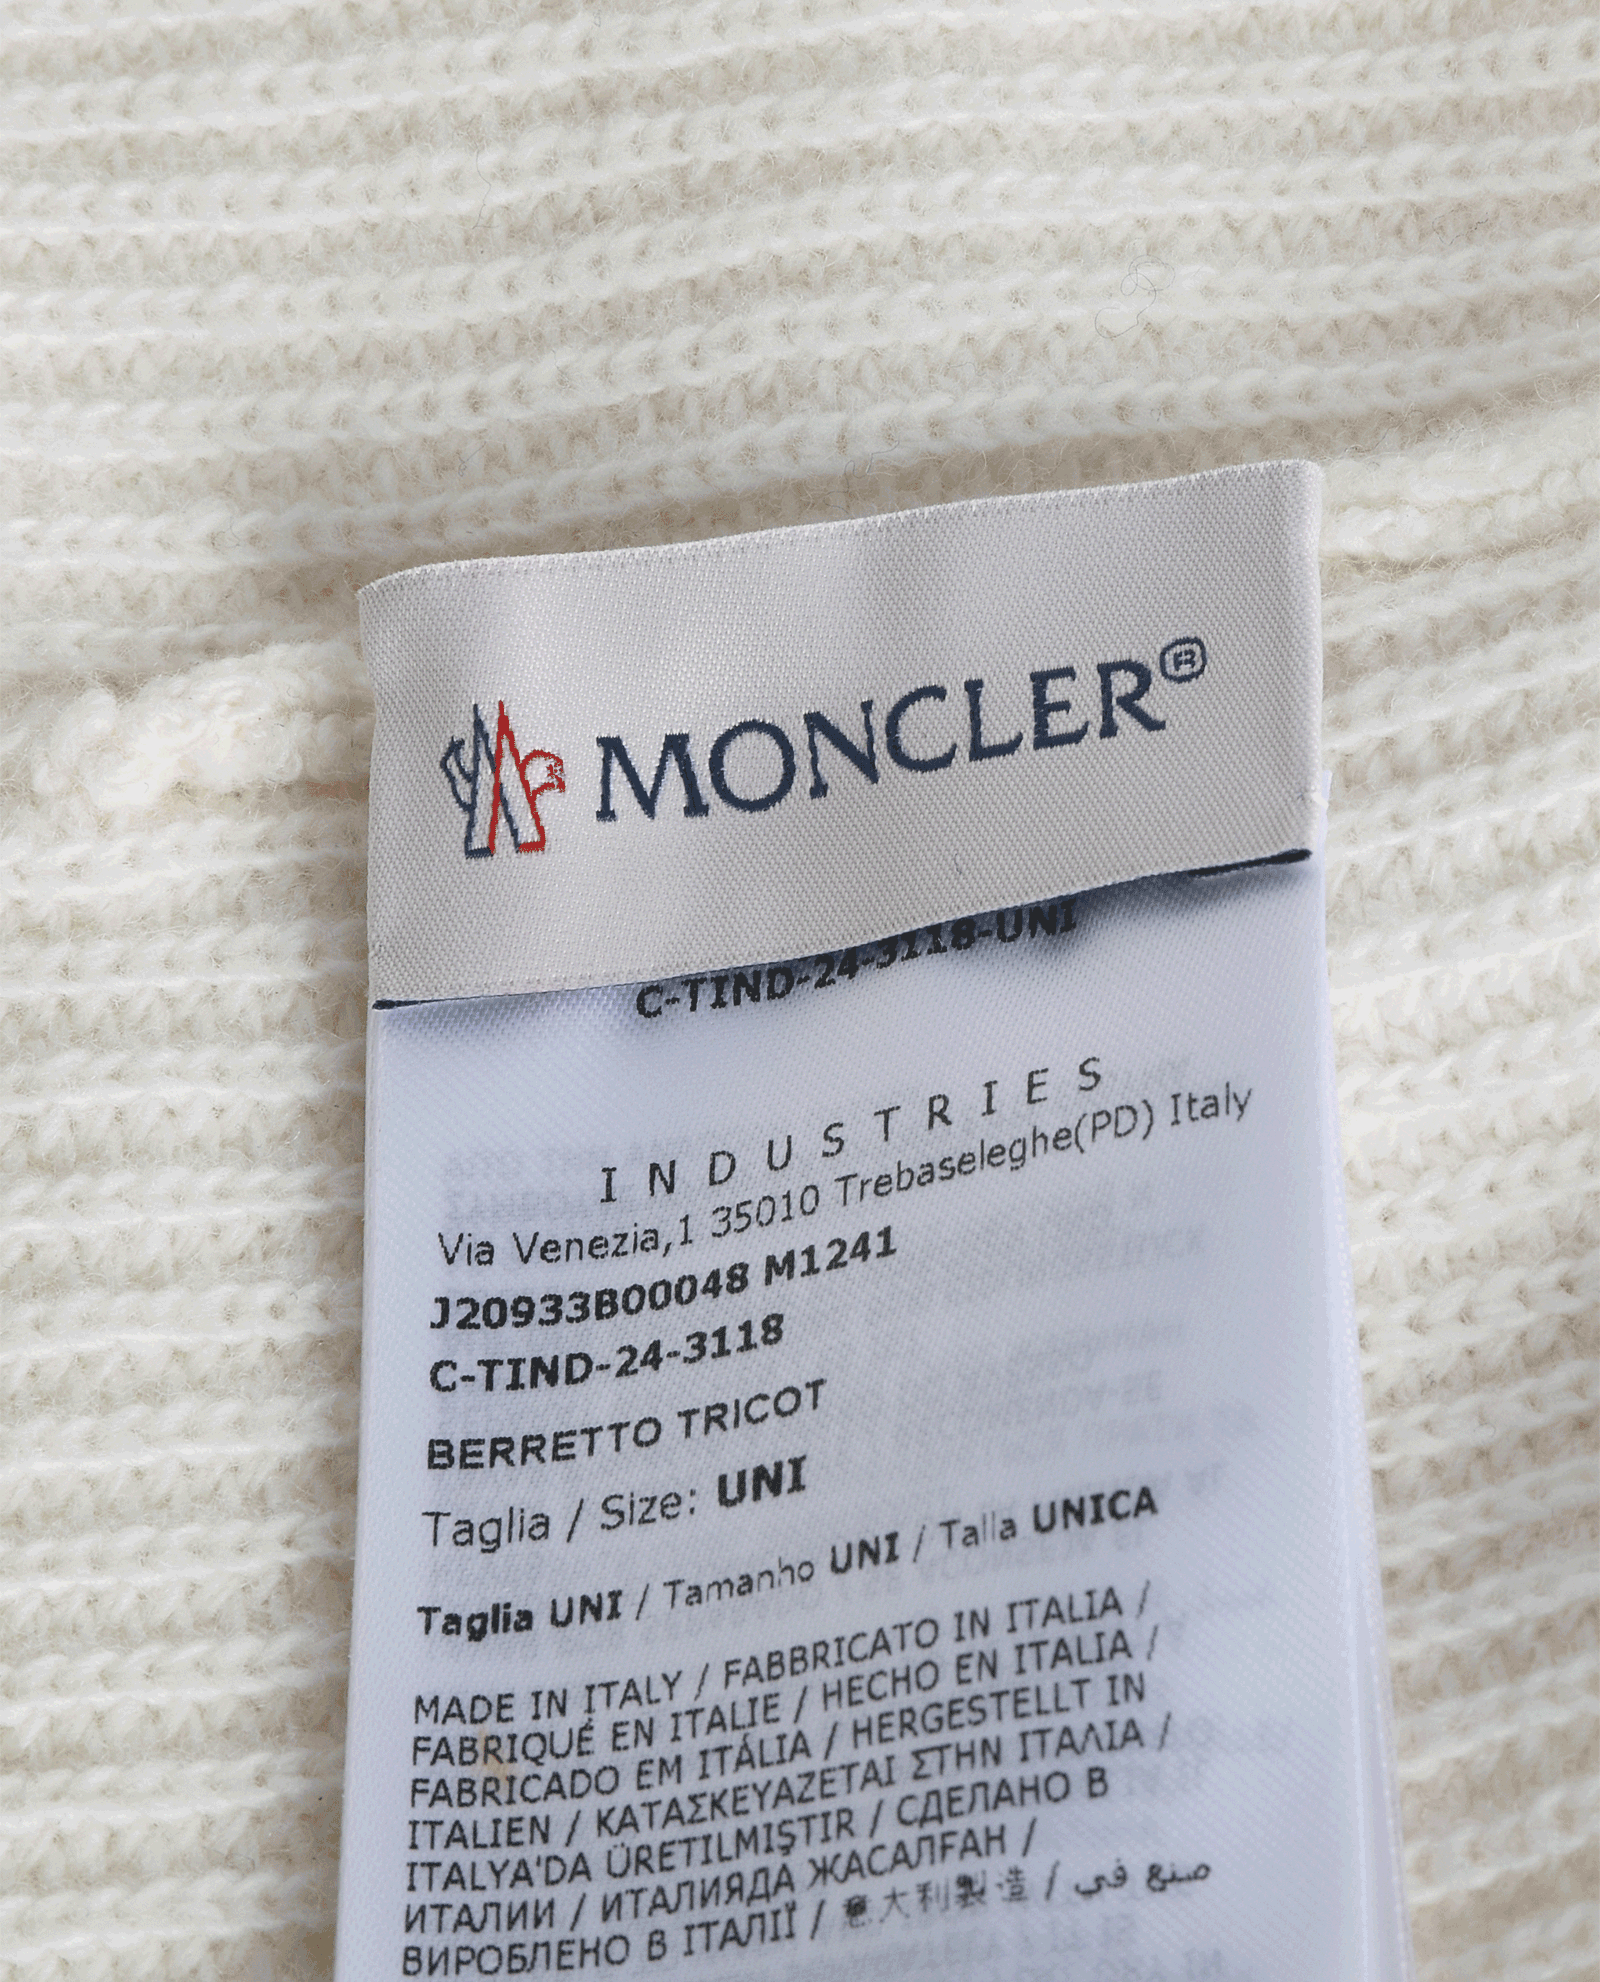 MONCLER®
C-TIND-24-3118-UNI
INDUSTRIES
Via Venezia,1 35010 Trebaseleghe(PD) Italy
J20933B00048 M1241
C-TIND-24-3118
BERRETTO TRICOT
Taglia / Size: UNI
Taglia UNI / Tamanho UNI / Talla UNICA
MADE IN ITALY / FABBRICATO IN ITALIA /
FABRIQUÉ EN ITALIE / HECHO EN ITALIA /
FABRICADO EM ITÁLIA / HERGESTELLT IN
ITALIEN / ΚΑΤΑΣΚΕΥΑΖΕΤΑΙ ΣΤΗΝ ΙΤΑΛΙΑ /
ITALYA'DA ÜRETILMIŞTIR / СДЕЛАНО В
ИТАЛИИ / ИТАЛИЯДА ЖАСАЛҒАН /
ВИРОБЛЕНО В ІТАЛІЇ / 意大利製造 / صنع في